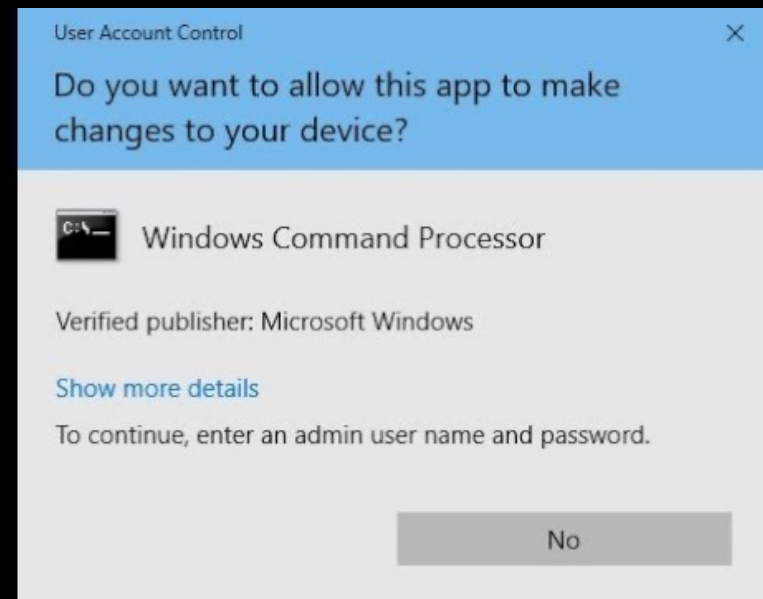 User Account Control
Do you want to allow this app to make
changes to your device?
C:\_
Windows Command Processor
Verified publisher: Microsoft Windows
Show more details
To continue, enter an admin user name and password.
No